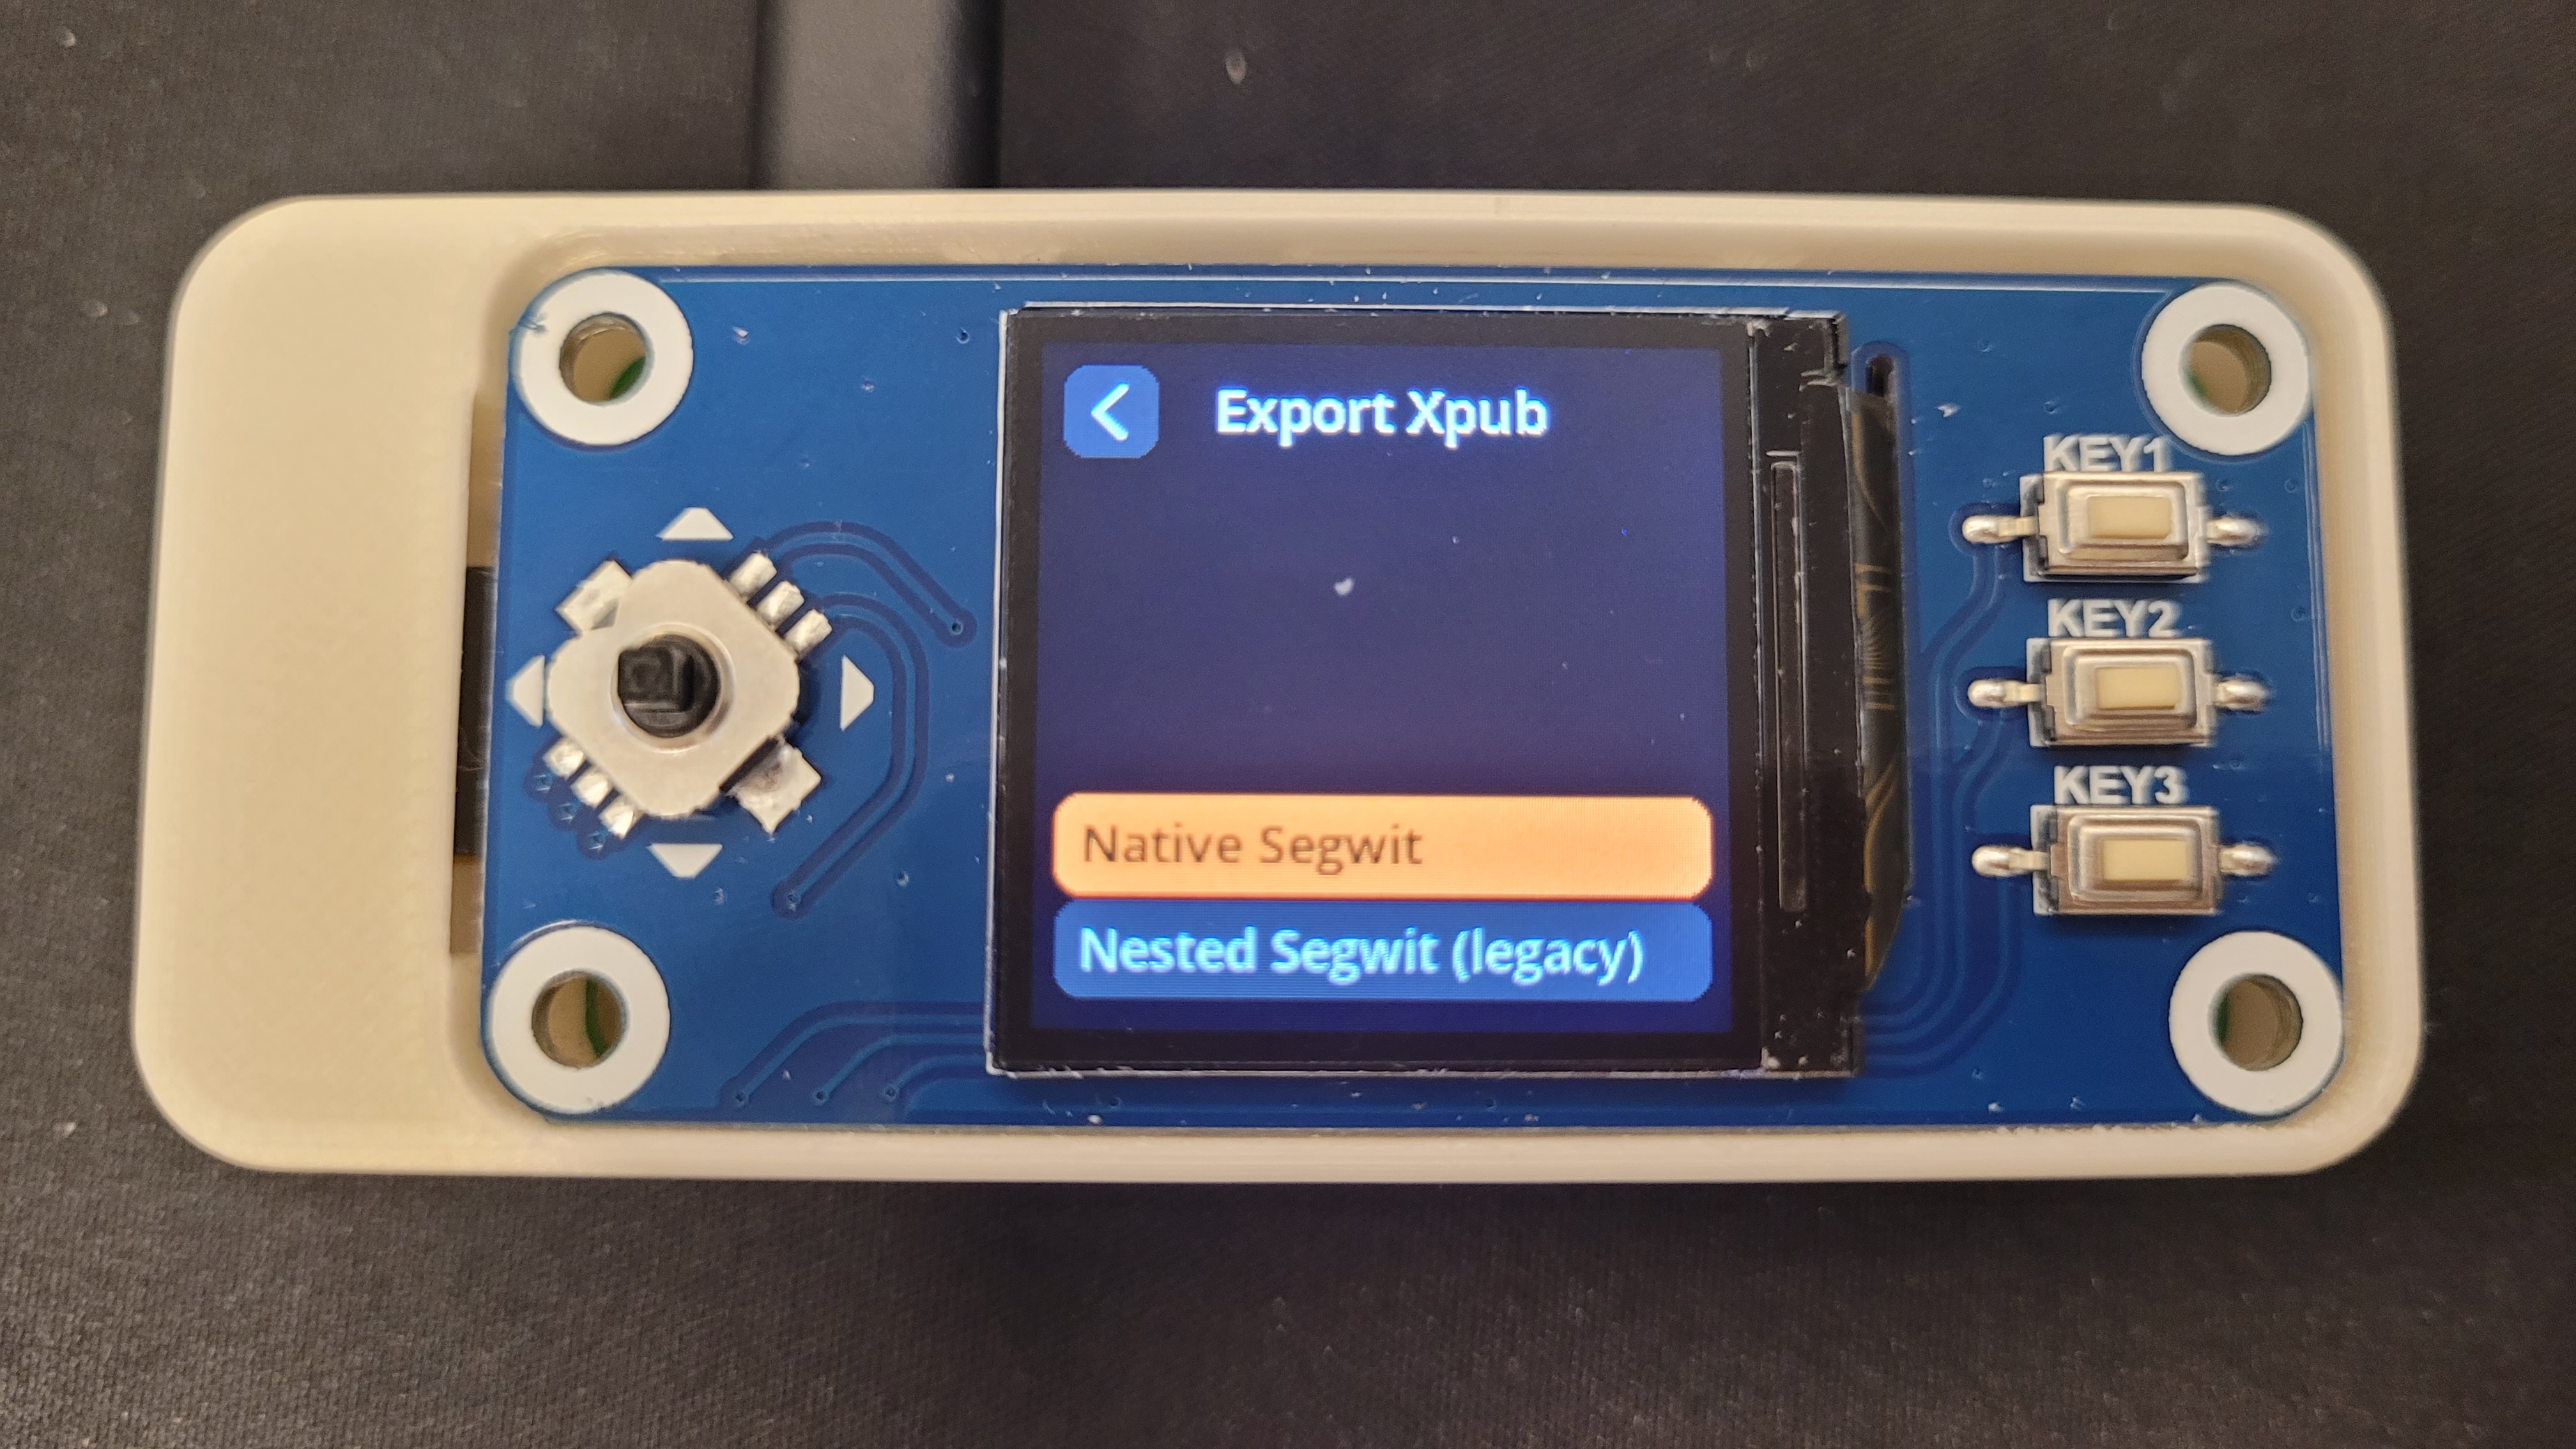 Export Xpub
Native Segwit
Nested Segwit (legacy)
KEY1
KEY2
KEY3